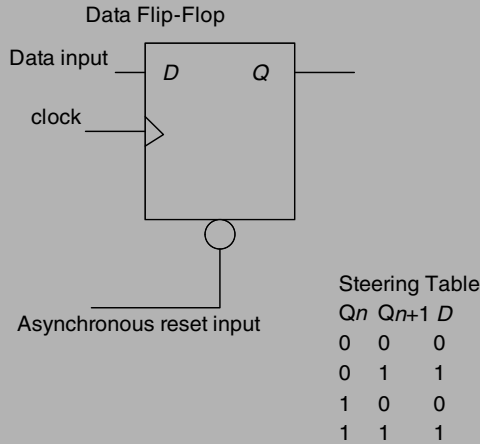 Data Flip-Flop
Data input
D
Q
clock
Asynchronous reset input
Steering Table
Qn Qn+1 D
0 0 0
0 1 1
1 0 0
1 1 1